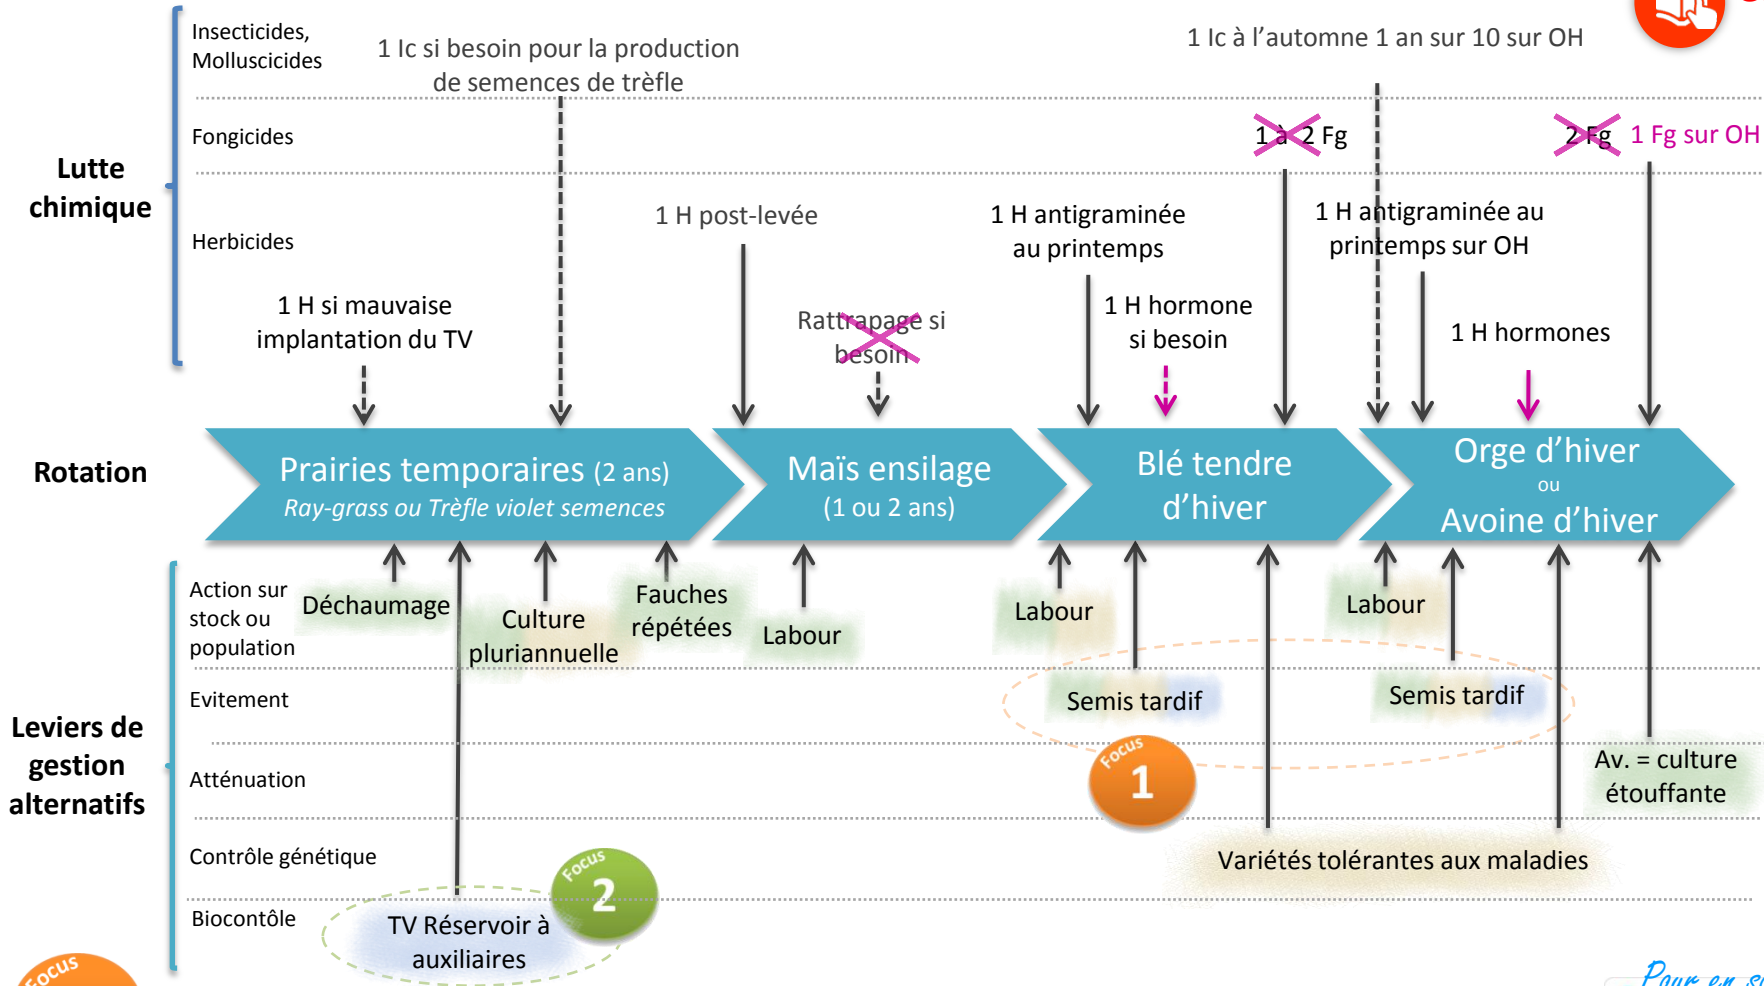 Insecticides,
Molluscicides
1 Ic si besoin pour la production
de semences de trèfle
1 Ic à l'automne 1 an sur 10 sur OH
Fongicides
1 à 2 Fg
2 Fg 1 Fg sur OH
Lutte
chimique
Herbicides
1 H post-levée
1 H antigraminée
au printemps
1 H antigraminée au
printemps sur OH
1 H si mauvaise
implantation du TV
Rattrapage si
besoin
1 H hormone
si besoin
1 H hormones
Rotation
Prairies temporaires (2 ans)
Ray-grass ou Trèfle violet semences
Maïs ensilage
(1 ou 2 ans)
Blé tendre
d'hiver
Orge d'hiver
ou
Avoine d'hiver
Leviers de
gestion
alternatifs
Action sur
stock ou
population
Déchaumage
Culture
pluriannuelle
Fauches
répétées
Labour
Labour
Labour
Evitement
Semis tardif
Semis tardif
Focus
1
Atténuation
Av. = culture
étouffante
Contrôle génétique
Variétés tolérantes aux maladies
Focus
2
Biocontôle
TV Réservoir à
auxiliaires
Focus
Pour en